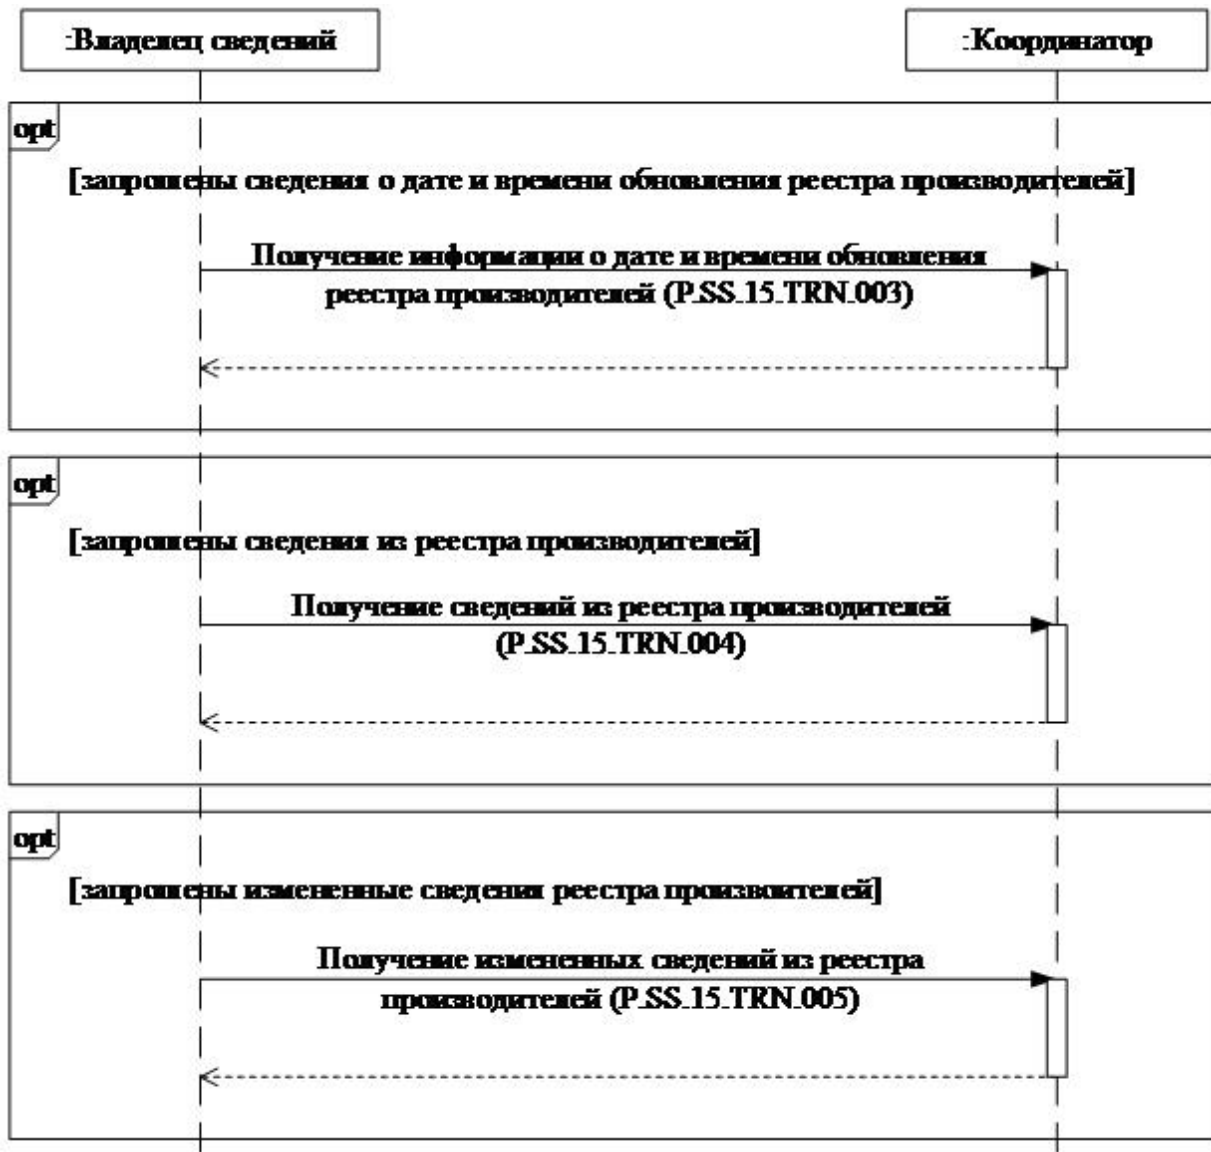 :Владелец сведений
:Координатор
opt
[запрошены сведения о дате и времени обновления реестра производителей]
Получение информации о дате и времени обновления
реестра производителей (P.SS.15.TRN.003)
opt
[запрошены сведения из реестра производителей]
Получение сведений из реестра производителей
(P.SS.15.TRN.004)
opt
[запрошены измененные сведения реестра произвоителей]
Получение измененных сведений из реестра
производителей (P.SS.15.TRN.005)